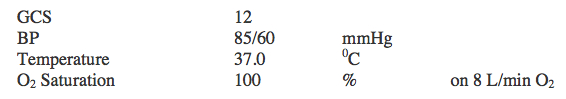 GCS 12
BP 85/60 mmHg
Temperature 37.0 ⁰C
O₂ Saturation 100 % on 8 L/min O₂